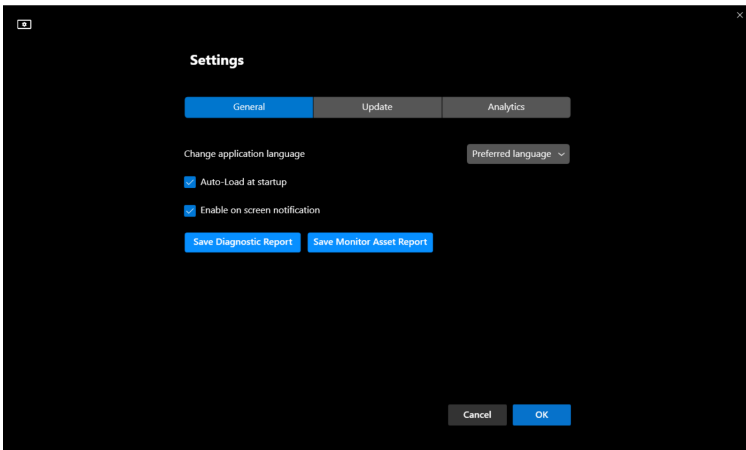 Settings
General Update Analytics
Change application language Preferred language
Auto-Load at startup
Enable on screen notification
Save Diagnostic Report Save Monitor Asset Report
Cancel OK